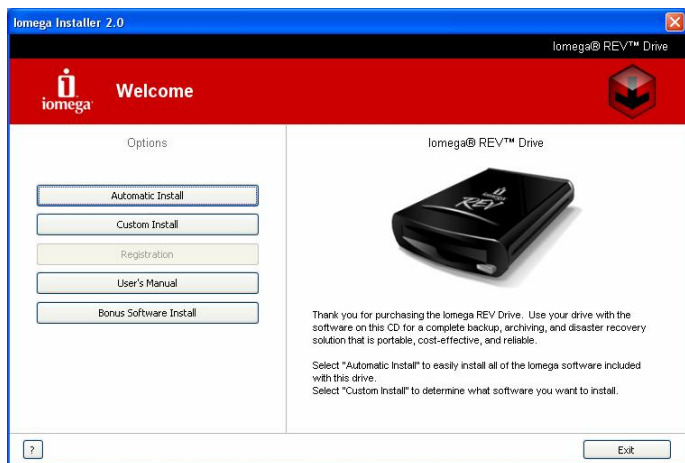 Iomega Installer 2.0
Iomega® REV™ Drive
iomega
Welcome
Options
Automatic Install
Custom Install
Registration
User's Manual
Bonus Software Install
Iomega® REV™ Drive
iomega
REV
Thank you for purchasing the Iomega REV Drive. Use your drive with the
software on this CD for a complete backup, archiving, and disaster recovery
solution that is portable, cost-effective, and reliable.
Select "Automatic Install" to easily install all of the Iomega software included
with this drive.
Select "Custom Install" to determine what software you want to install.
?
Exit